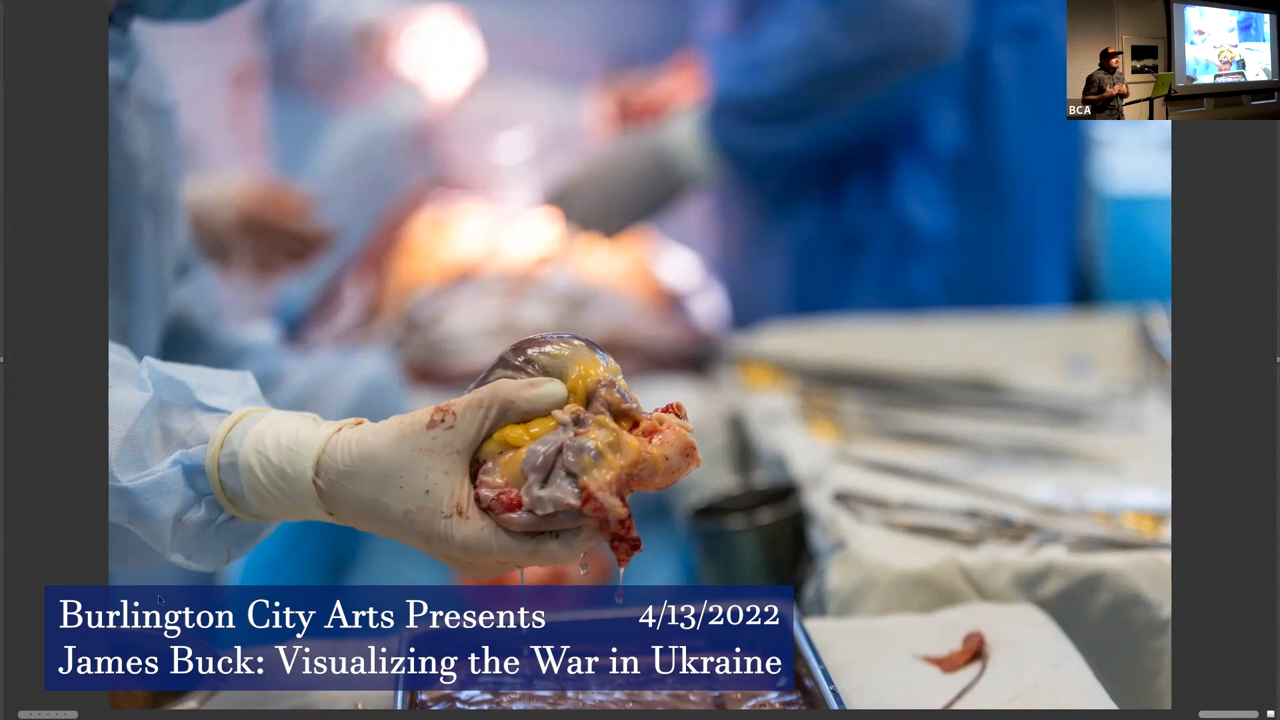 BCA
Burlington City Arts Presents 4/13/2022
James Buck: Visualizing the War in Ukraine